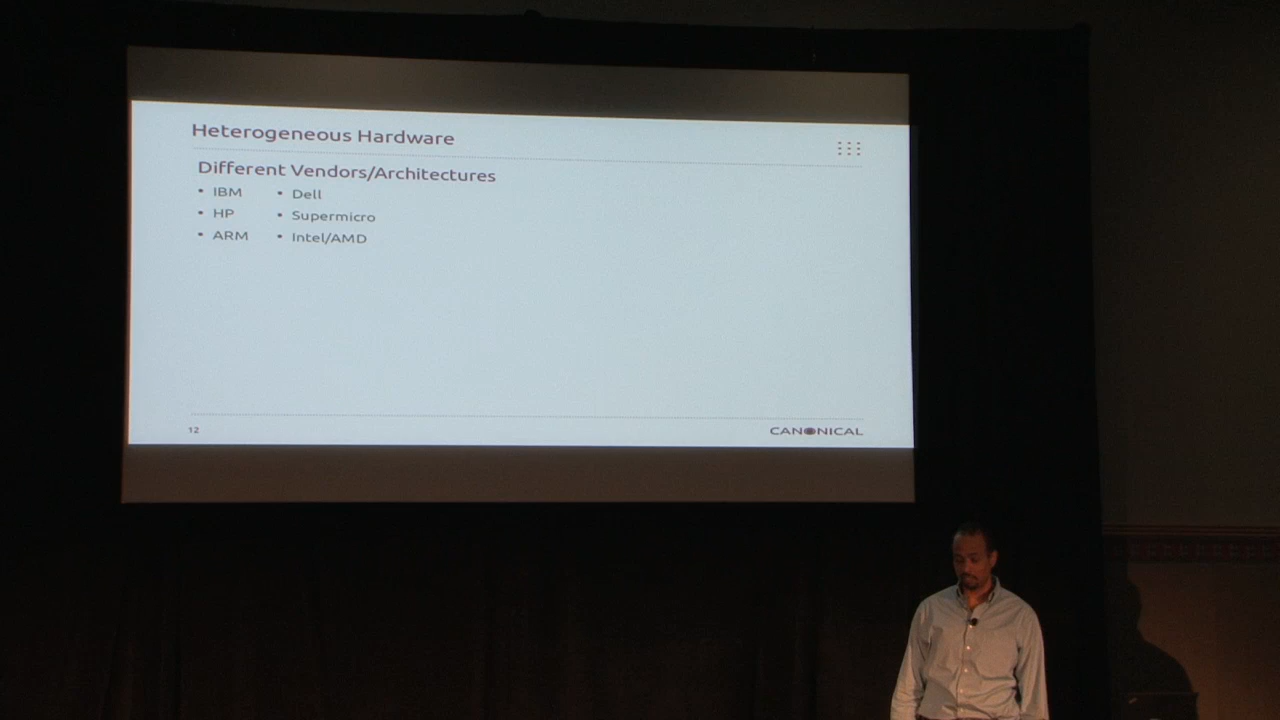 Heterogeneous Hardware
Different Vendors/Architectures
• IBM
• HP
• ARM
• Dell
• Supermicro
• Intel/AMD
12
CANONICAL